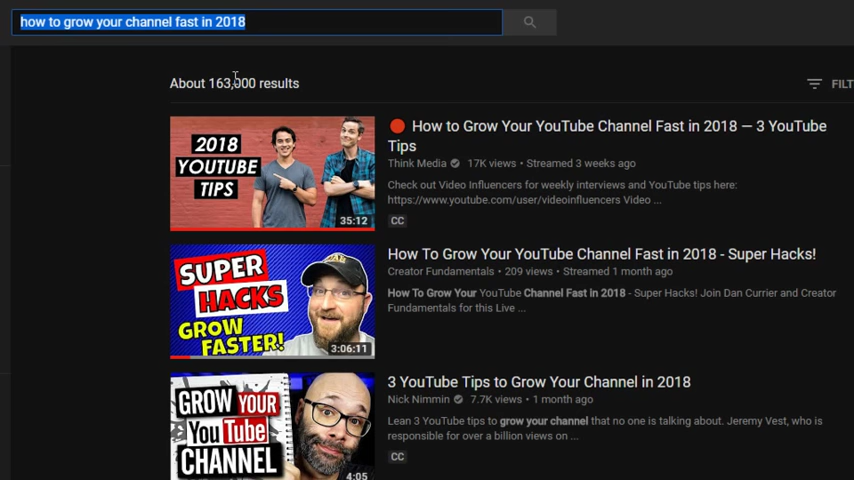 how to grow your channel fast in 2018
About 163,000 results
FILT
2018
YOUTUBE
TIPS
35:12
How to Grow Your YouTube Channel Fast in 2018 — 3 YouTube
Tips
Think Media 17K views • Streamed 3 weeks ago
Check out Video Influencers for weekly interviews and YouTube tips here:
https://www.youtube.com/user/videoinfluencers Video ...
CC
SUPER
HACKS
GROW
FASTER!
3:06:11
How To Grow Your YouTube Channel Fast in 2018 - Super Hacks!
Creator Fundamentals • 209 views • Streamed 1 month ago
How To Grow Your YouTube Channel Fast in 2018 - Super Hacks! Join Dan Currier and Creator
Fundamentals for this Live ...
GROW YOUR
YouTube
CHANNEL
4:05
3 YouTube Tips to Grow Your Channel in 2018
Nick Nimmin 7.7K views • 1 month ago
Lean 3 YouTube tips to grow your channel that no one is talking about. Jeremy Vest, who is
responsible for over a billion views on ...
CC